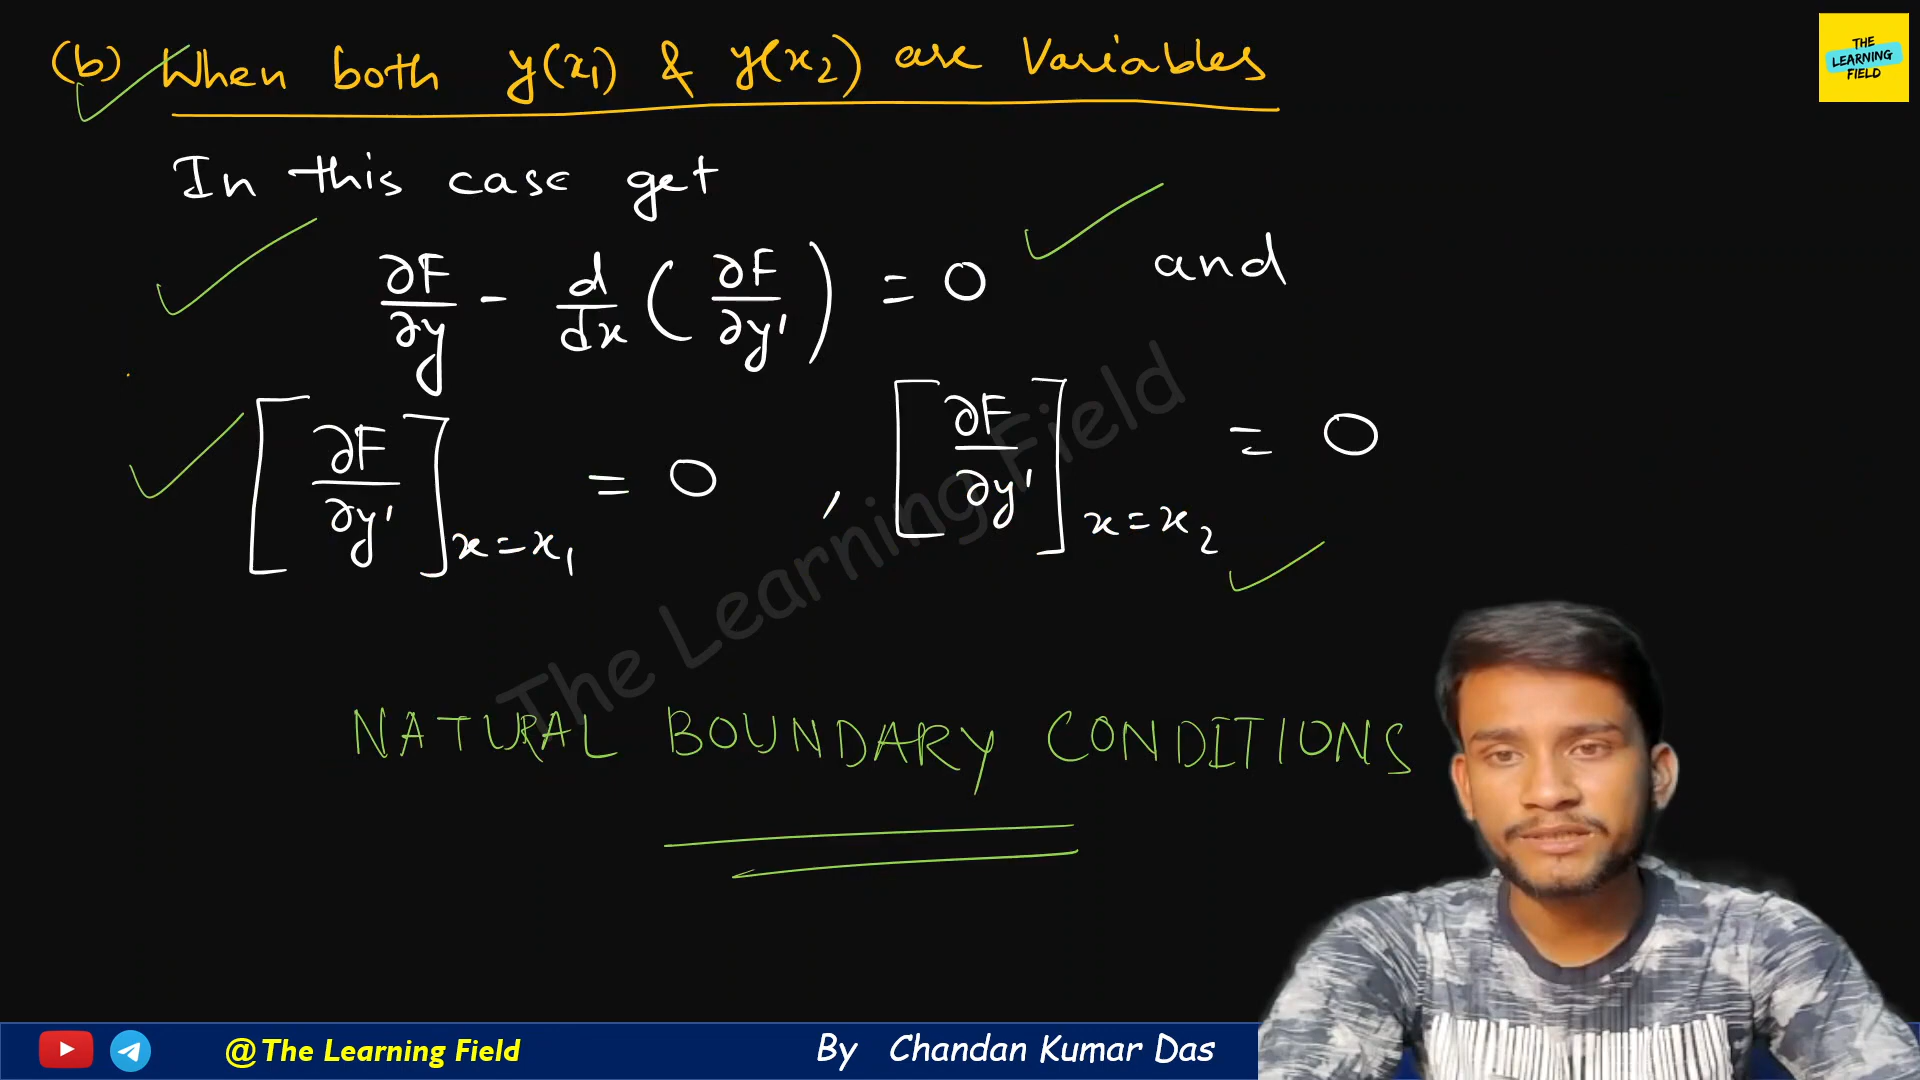 (b) When both y(x₁) & y(x₂) are Variables
THE
LEARNING
FIELD
In this case get
∂F/∂y - d/dx (∂F/∂y') = 0 and
[∂F/∂y']x=x₁ = 0 , [∂F/∂y']x=x₂ = 0
The Learning Field
NATURAL BOUNDARY CONDITIONS
@The Learning Field
By Chandan Kumar Das